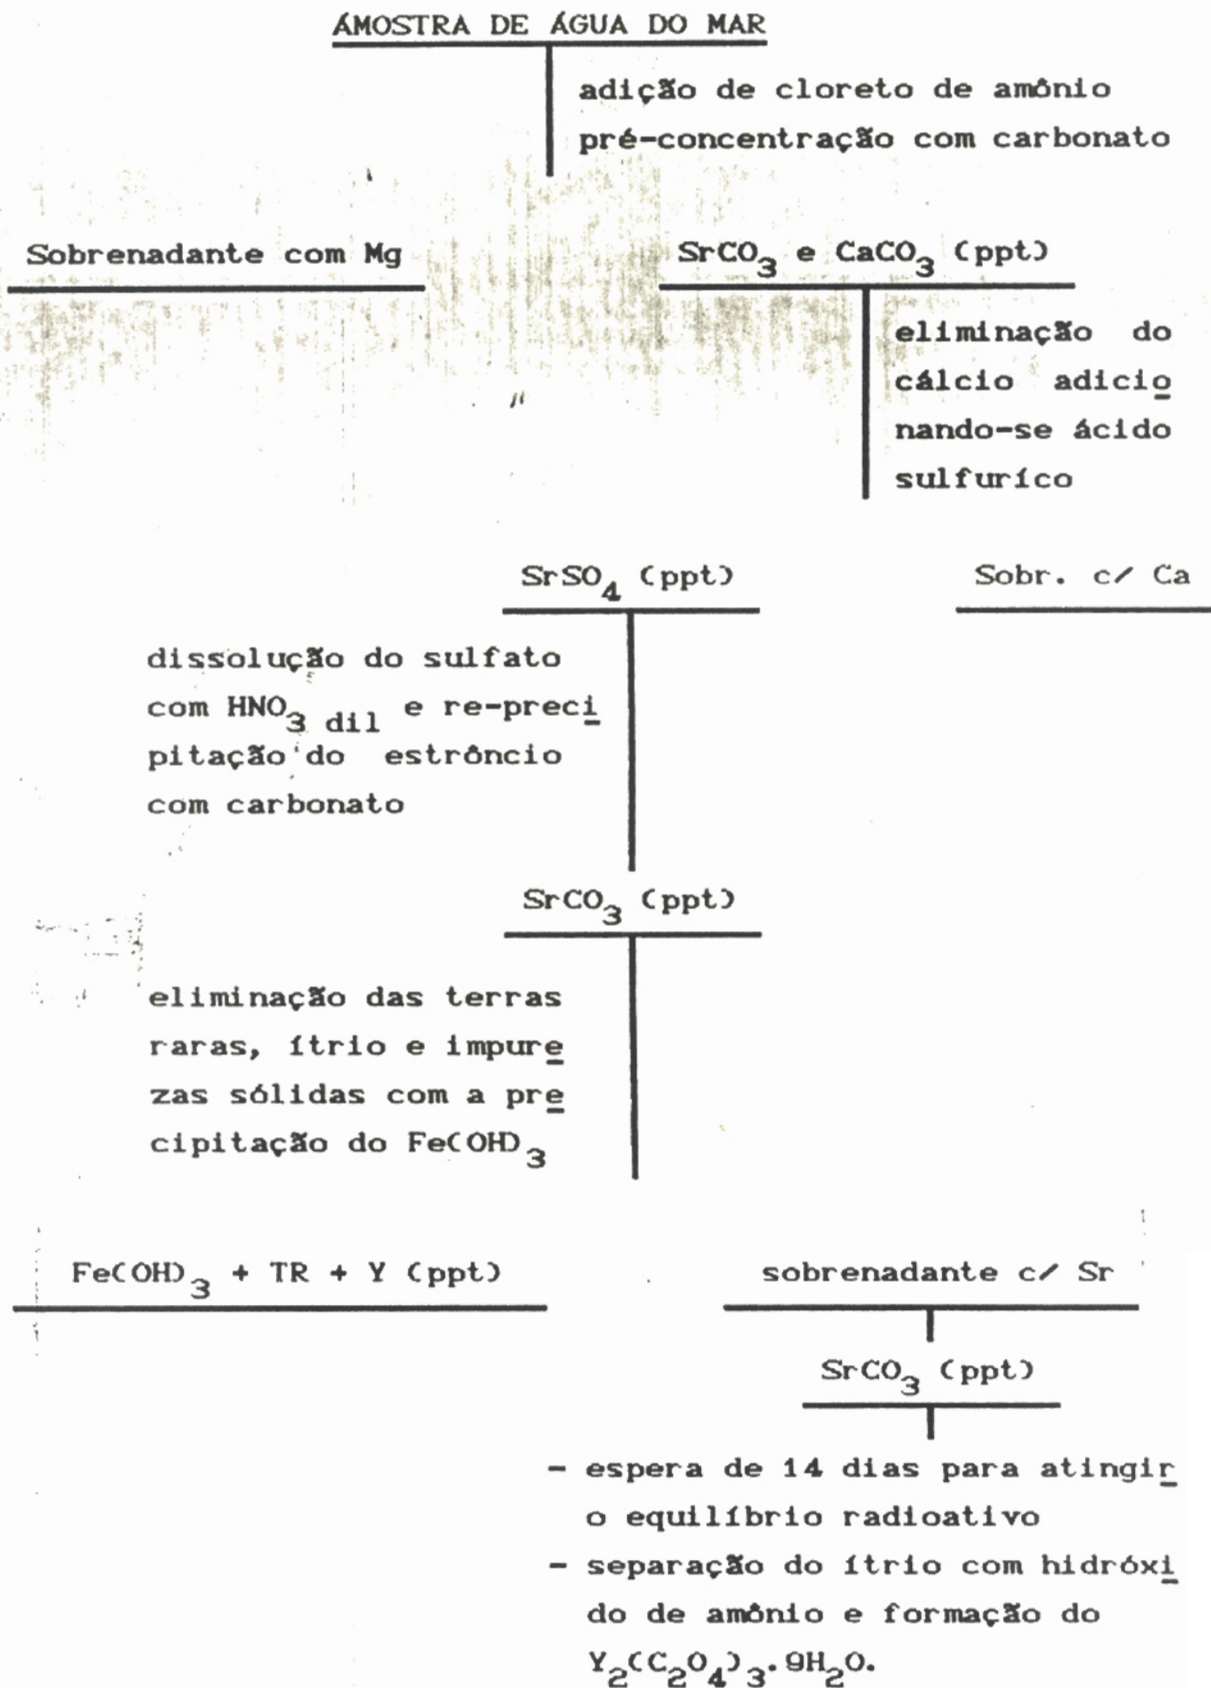 ÁMOSTRA DE ÁGUA DO MAR
adição de cloreto de amônio
pré-concentração com carbonato
Sobrenadante com Mg
SrCO3 e CaCO3 (ppt)
eliminação do
cálcio adicio
nando-se ácido
sulfuríco
SrSO4 (ppt)
Sobr. c/ Ca
dissolução do sulfato
com HNO3 dil e re-preci
pitação do estrôncio
com carbonato
SrCO3 (ppt)
eliminação das terras
raras, ítrio e impure
zas sólidas com a pre
cipitação do Fe(OH)3
Fe(OH)3 + TR + Y (ppt)
sobrenadante c/ Sr
SrCO3 (ppt)
- espera de 14 dias para atingir
o equilíbrio radioativo
- separação do ítrio com hidróxi
do de amônio e formação do
Y2(C2O4)3.9H2O.